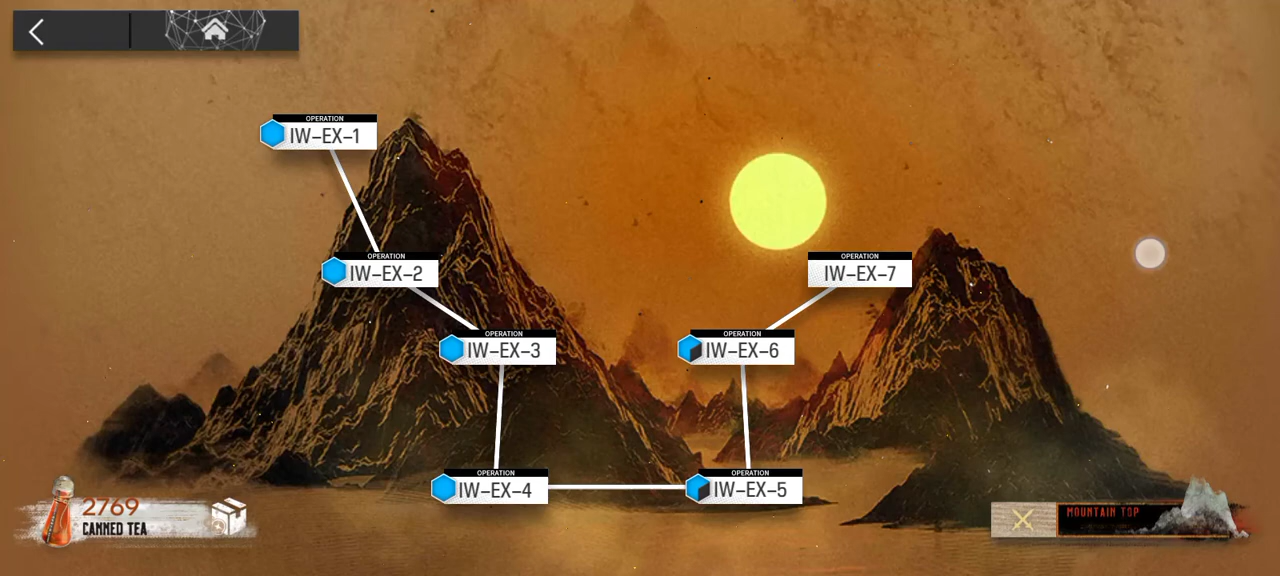 OPERATION
IW-EX-1
OPERATION
IW-EX-2
OPERATION
IW-EX-7
OPERATION
IW-EX-3
OPERATION
IW-EX-6
OPERATION
IW-EX-4
OPERATION
IW-EX-5
2769
CANNED TEA
MOUNTAIN TOP